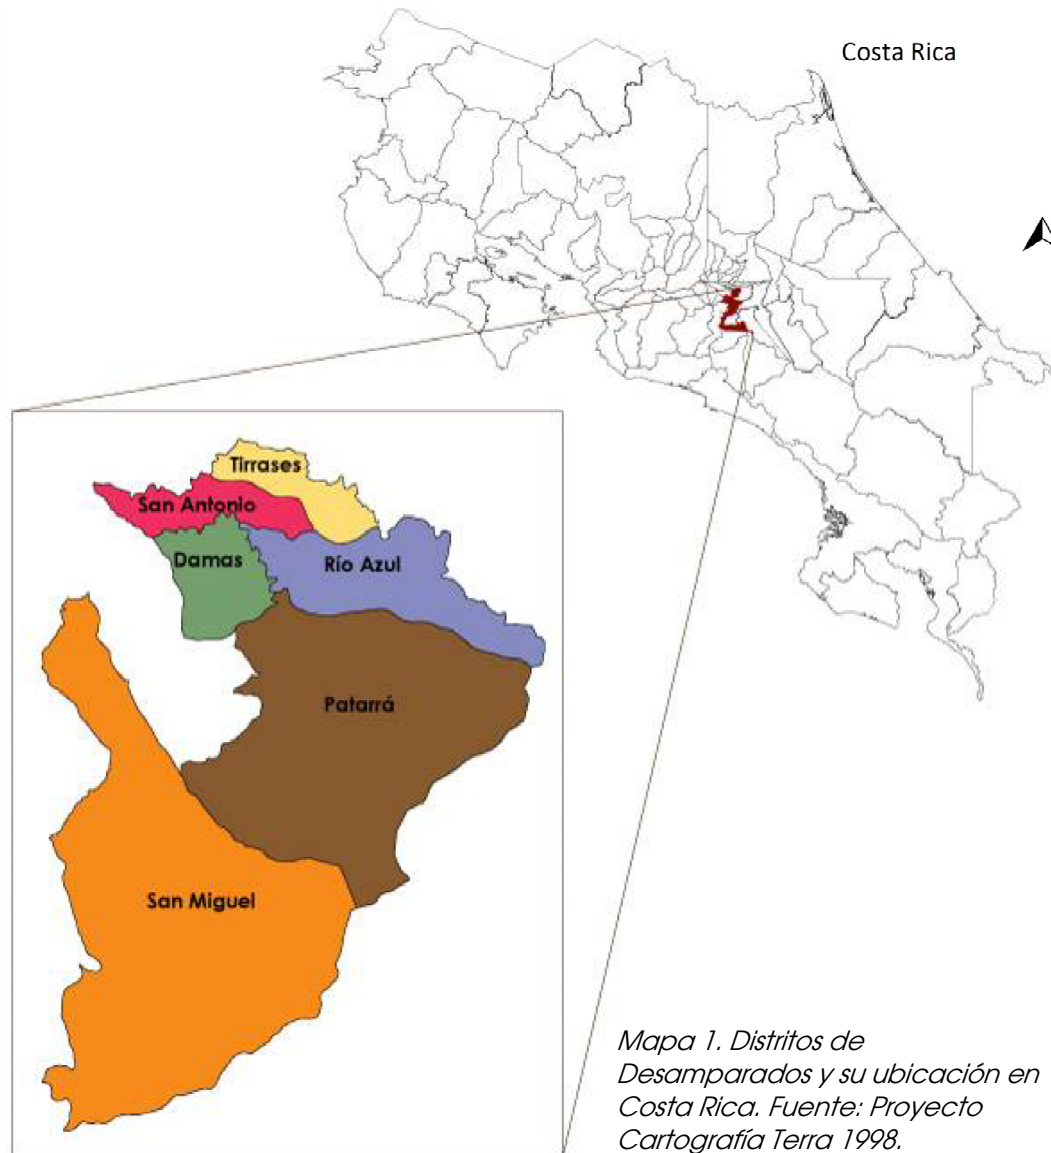 Costa Rica
Tirrases
San Antonio
Damas
Río Azul
Patarrá
San Miguel
Mapa 1. Distritos de
Desamparados y su ubicación en
Costa Rica. Fuente: Proyecto
Cartografía Terra 1998.